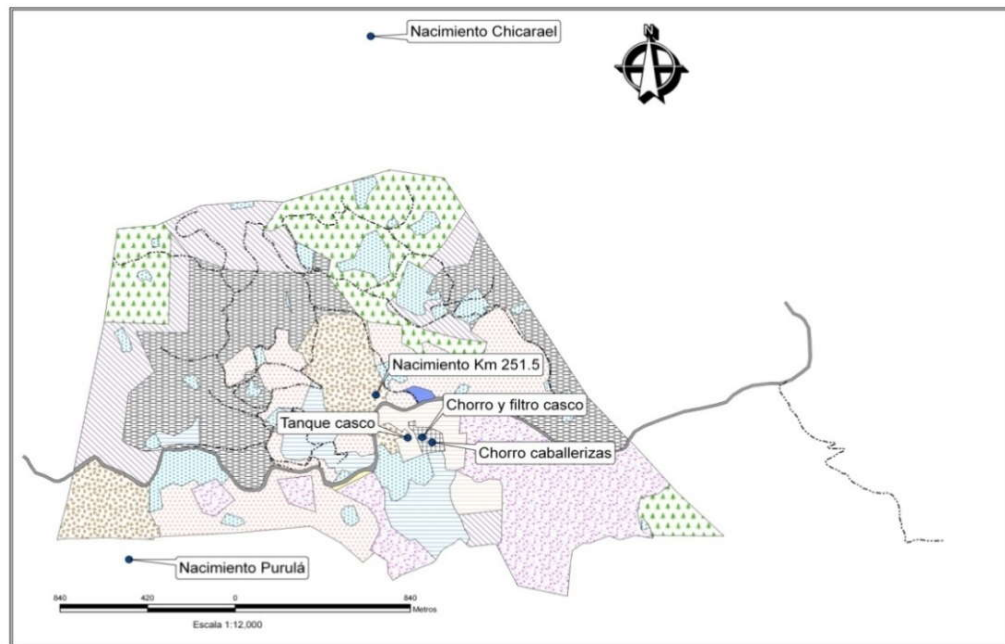 Nacimiento Chicarael
N
Nacimiento Km 251.5
Chorro y filtro casco
Tanque casco
Chorro caballerizas
Nacimiento Purulá
840 420 0 840
Metros
Escala 1:12,000